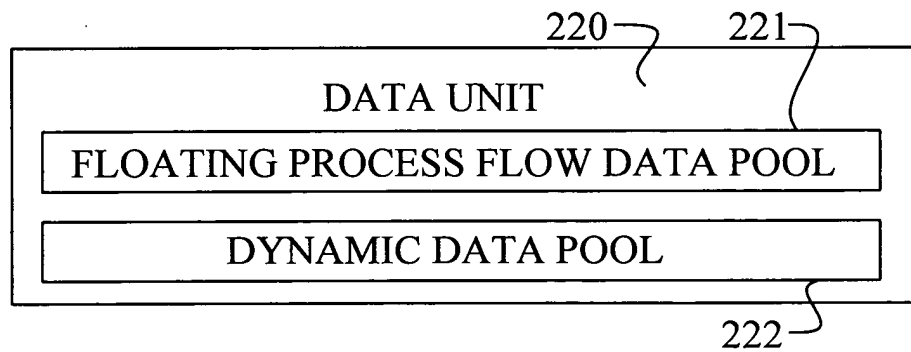 220 221
DATA UNIT
FLOATING PROCESS FLOW DATA POOL
DYNAMIC DATA POOL
222